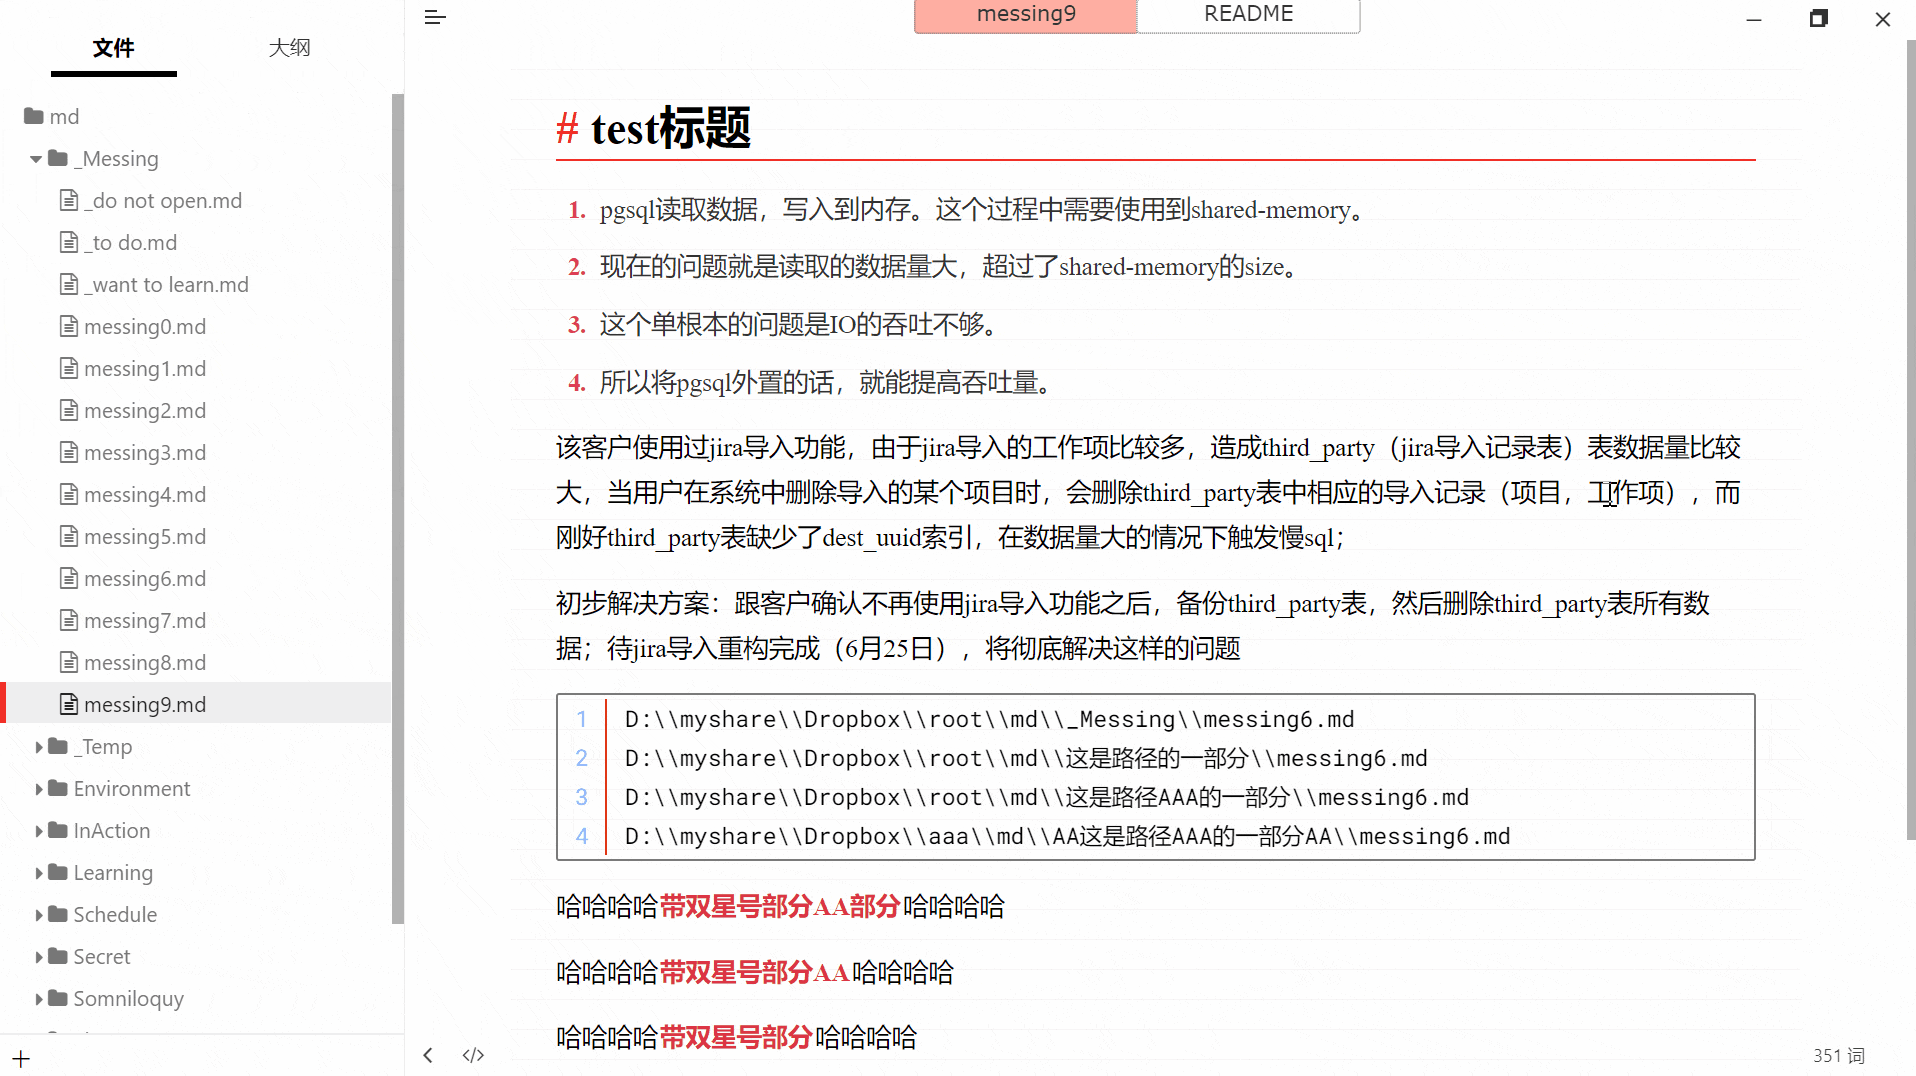 文件
大纲
md
_Messing
_do not open.md
_to do.md
_want to learn.md
messing0.md
messing1.md
messing2.md
messing3.md
messing4.md
messing5.md
messing6.md
messing7.md
messing8.md
messing9.md
_Temp
Environment
InAction
Learning
Schedule
Secret
Somniloquy
messing9
README
# test标题
1. pgsql读取数据，写入到内存。这个过程中需要使用到shared-memory。
2. 现在的问题就是读取的数据量大，超过了shared-memory的size。
3. 这个单根本的问题是IO的吞吐不够。
4. 所以将pgsql外置的话，就能提高吞吐量。
该客户使用过jira导入功能，由于jira导入的工作项比较多，造成third_party（jira导入记录表）表数据量比较
大，当用户在系统中删除导入的某个项目时，会删除third_party表中相应的导入记录（项目，工作项），而
刚好third_party表缺少了dest_uuid索引，在数据量大的情况下触发慢sql；
初步解决方案：跟客户确认不再使用jira导入功能之后，备份third_party表，然后删除third_party表所有数
据；待jira导入重构完成（6月25日），将彻底解决这样的问题
1 D:\\myshare\\Dropbox\\root\\md\\_Messing\\messing6.md
2 D:\\myshare\\Dropbox\\root\\md\\这是路径的一部分\\messing6.md
3 D:\\myshare\\Dropbox\\root\\md\\这是路径AAA的一部分\\messing6.md
4 D:\\myshare\\Dropbox\\aaa\\md\\AA这是路径AAA的一部分AA\\messing6.md
哈哈哈哈带双星号部分AA部分哈哈哈哈
哈哈哈哈带双星号部分AA哈哈哈哈
哈哈哈哈带双星号部分哈哈哈哈
351 词